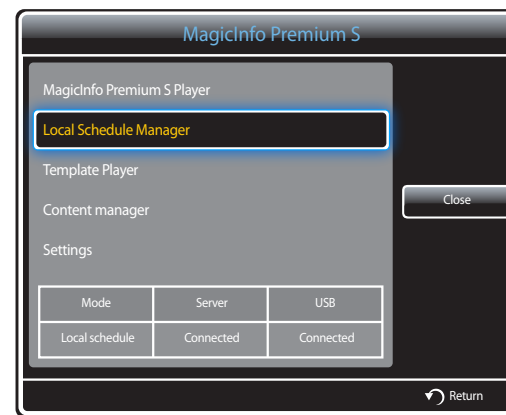 MagicInfo Premium S
MagicInfo Premium S Player
Local Schedule Manager
Template Player
Content manager
Settings
Close
Mode Server USB
Local schedule Connected Connected
Return